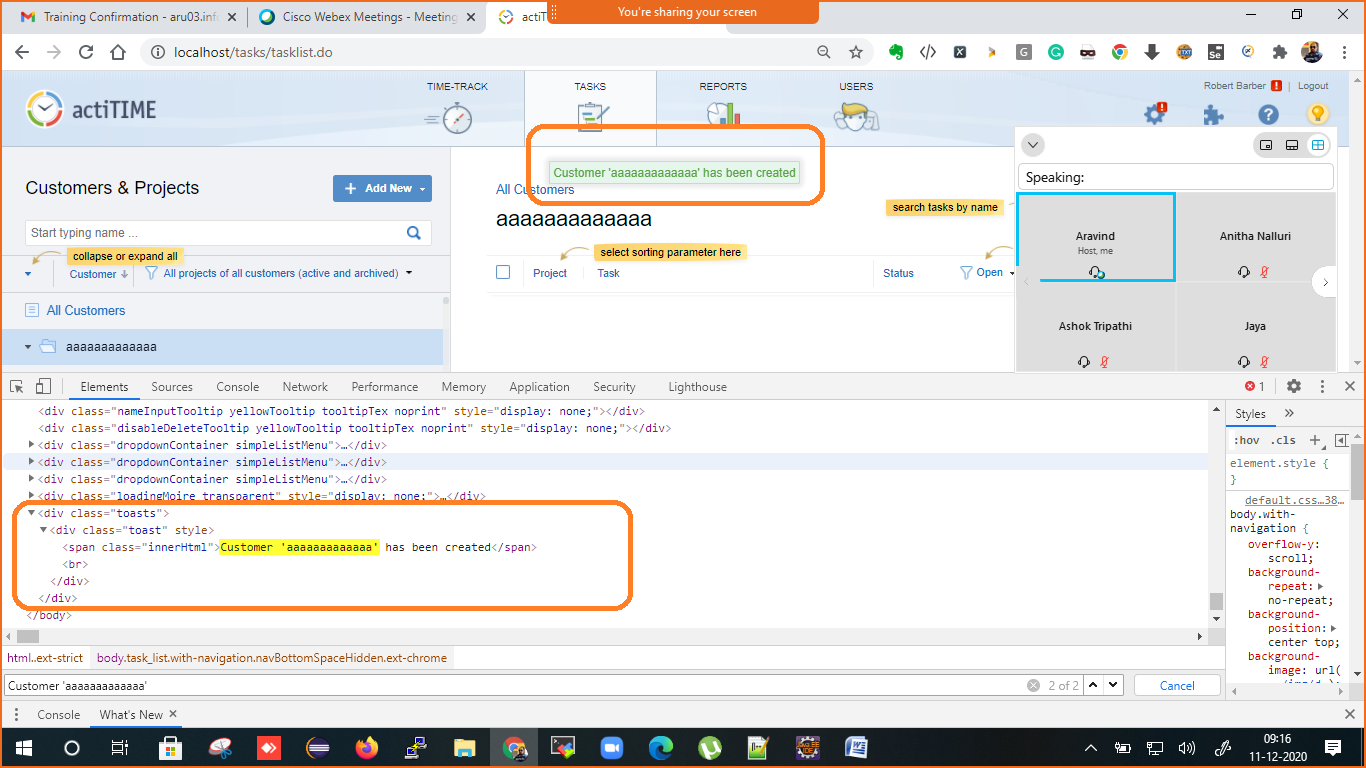 Training Confirmation - aru03.inf
Cisco Webex Meetings - Meeting
actiTI
You're sharing your screen
localhost/tasks/tasklist.do
actiTIME
TIME-TRACK
TASKS
REPORTS
USERS
Robert Barber
Logout
Customers & Projects
Add New
Start typing name ...
collapse or expand all
Customer
All projects of all customers (active and archived)
All Customers
aaaaaaaaaaaaa
Customer 'aaaaaaaaaaaaa' has been created
All Customers
aaaaaaaaaaaaa
search tasks by name
select sorting parameter here
Project
Task
Status
Open
Speaking:
Aravind
Host, me
Anitha Nalluri
Ashok Tripathi
Jaya
Elements Sources Console Network Performance Memory Application Security Lighthouse
1
<div class="nameInputTooltip yellowTooltip tooltipTex noprint" style="display: none;"></div>
<div class="disableDeleteTooltip yellowTooltip tooltipTex noprint" style="display: none;"></div>
<div class="dropdownContainer simpleListMenu">…</div>
<div class="dropdownContainer simpleListMenu">…</div>
<div class="dropdownContainer simpleListMenu">…</div>
<div class="loadingMoire transparent" style="display: none;">…</div>
<div class="toasts">
<div class="toast" style>
<span class="innerHtml">Customer 'aaaaaaaaaaaaa' has been created</span>
<br>
</div>
</div>
</body>
html..ext-strict body.task_list.with-navigation.navBottomSpaceHidden.ext-chrome
Customer 'aaaaaaaaaaaaa'
2 of 2
Cancel
Styles
:hov .cls
element.style {
}
default.css…38…
body.with-
navigation {
overflow-y:
scroll;
background-
repeat:
no-repeat;
background-
position:
center top;
background-
image: url(
Console
What's New
09:16
11-12-2020